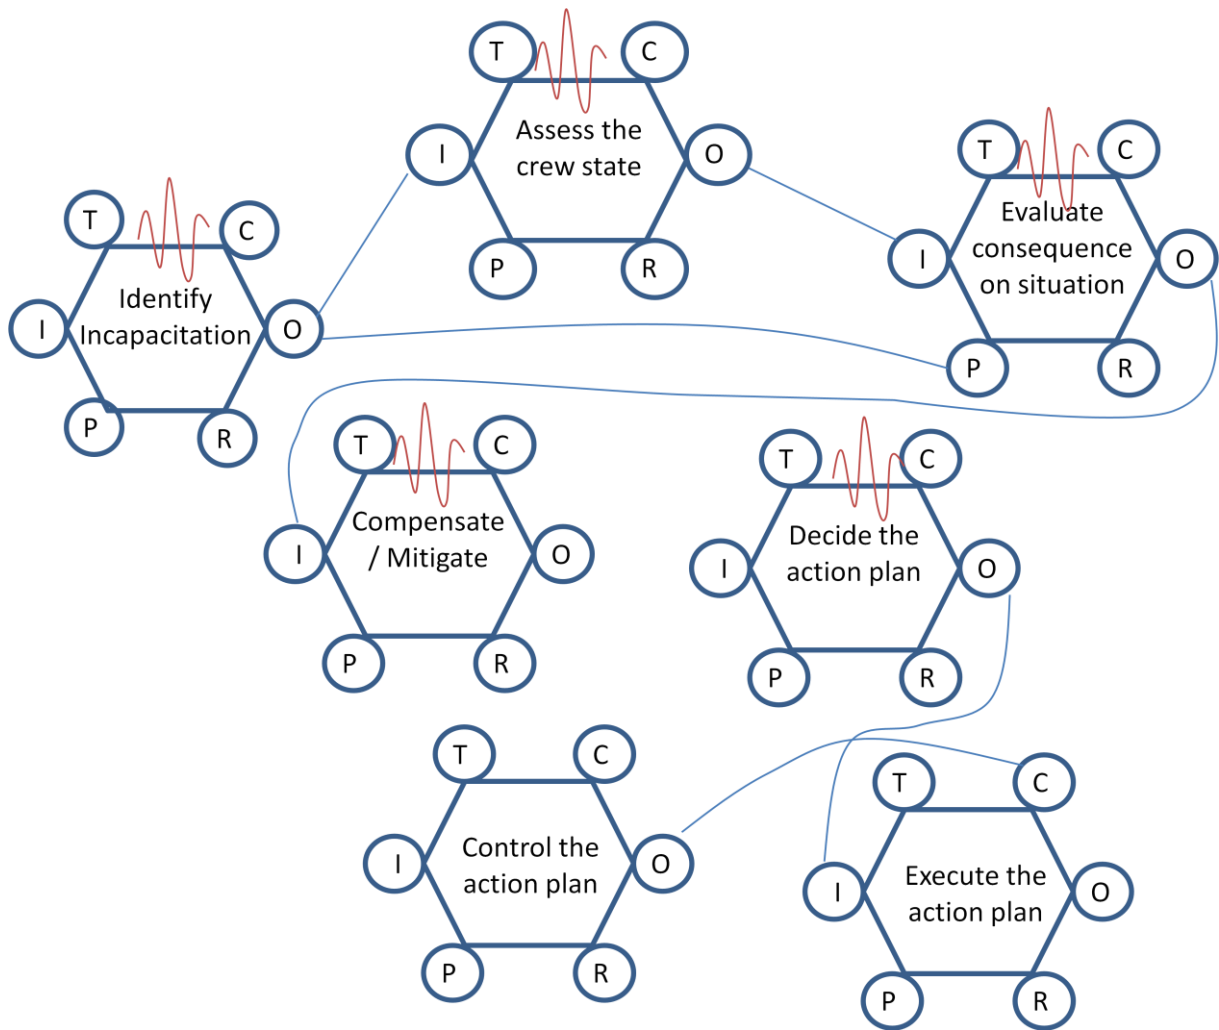 T
C
Assess the
crew state
I
O
P
R
T
C
Evaluate
consequence
on situation
I
O
P
R
T
C
Identify
Incapacitation
I
O
P
R
T
C
Compensate
/ Mitigate
I
O
P
R
T
C
Decide the
action plan
I
O
P
R
T
C
Control the
action plan
I
O
P
R
T
C
Execute the
action plan
I
O
P
R